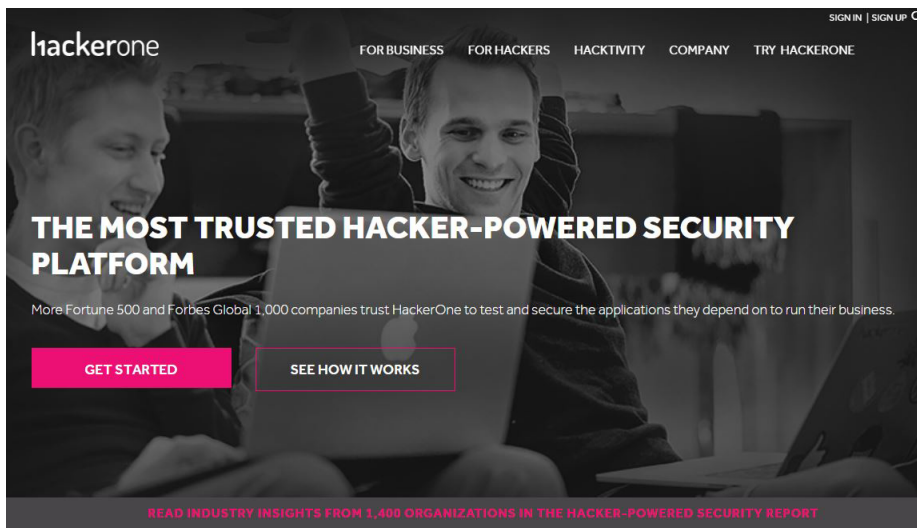 SIGN IN | SIGN UP
hackerone
FOR BUSINESS FOR HACKERS HACKTIVITY COMPANY TRY HACKERONE
THE MOST TRUSTED HACKER-POWERED SECURITY
PLATFORM
More Fortune 500 and Forbes Global 1,000 companies trust HackerOne to test and secure the applications they depend on to run their business.
GET STARTED SEE HOW IT WORKS
READ INDUSTRY INSIGHTS FROM 1,400 ORGANIZATIONS IN THE HACKER-POWERED SECURITY REPORT